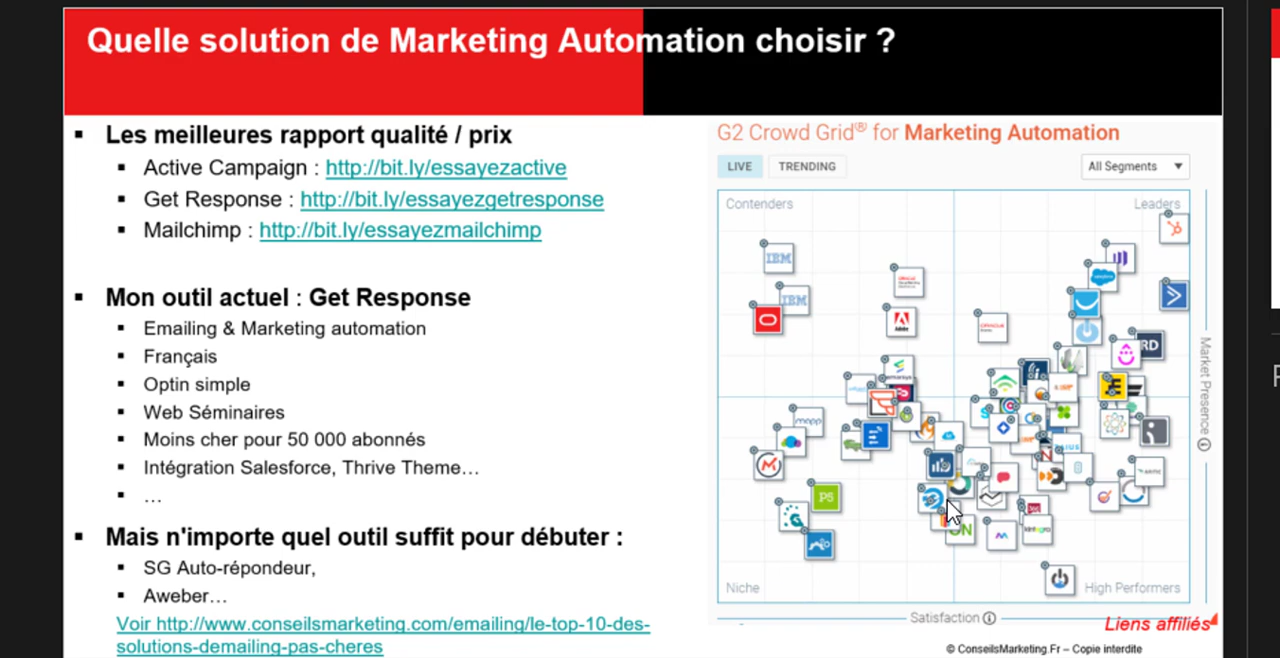 Quelle solution de Marketing Automation choisir ?
Les meilleures rapport qualité / prix
Active Campaign : http://bit.ly/essayezactive
Get Response : http://bit.ly/essayezgetresponse
Mailchimp : http://bit.ly/essayezmailchimp
Mon outil actuel : Get Response
Emailing & Marketing automation
Français
Optin simple
Web Séminaires
Moins cher pour 50 000 abonnés
Intégration Salesforce, Thrive Theme…
…
Mais n'importe quel outil suffit pour débuter :
SG Auto-répondeur,
Aweber…
Voir http://www.conseilsmarketing.com/emailing/le-top-10-des-
solutions-demailing-pas-cheres
G2 Crowd Grid® for Marketing Automation
LIVE
TRENDING
All Segments
Contenders
Leaders
IBM
IBM
Adobe
RD
mapp
P5
ON
Niche
High Performers
Market Presence
Satisfaction
Liens affiliés
© ConseilsMarketing.Fr – Copie interdite